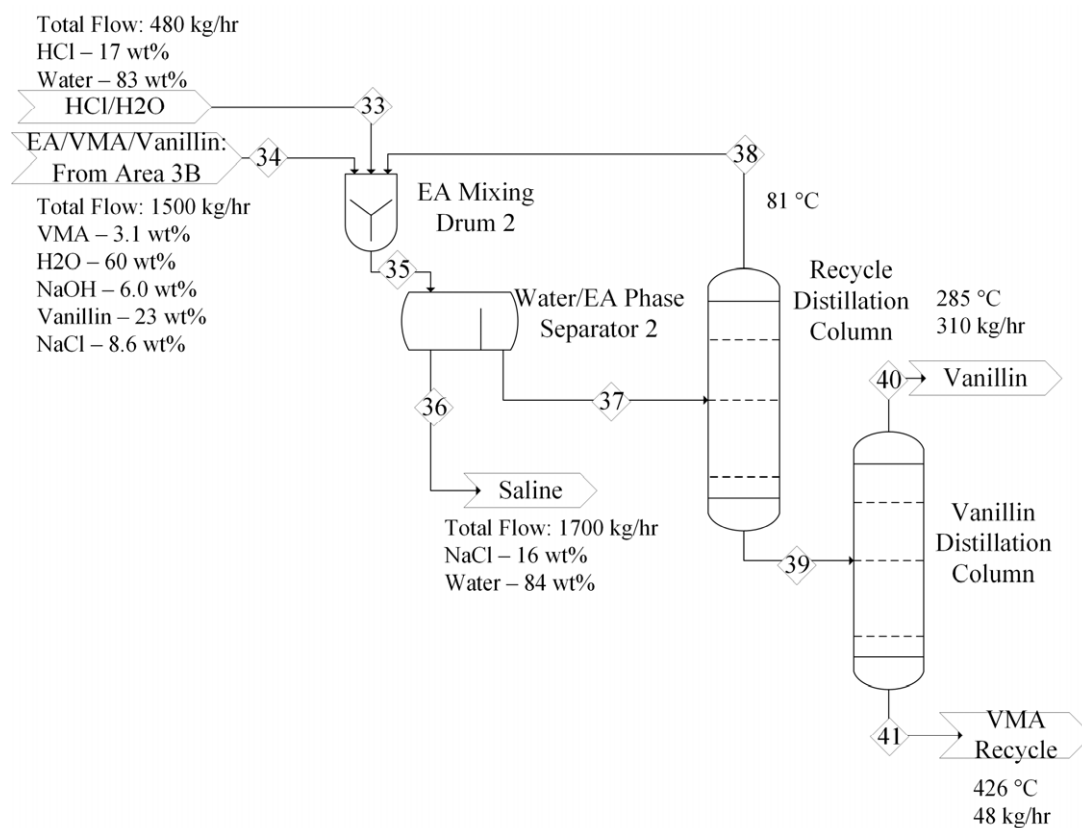 Total Flow: 480 kg/hr
HCl – 17 wt%
Water – 83 wt%
HCl/H2O
33
EA/VMA/Vanillin:
From Area 3B
34
38
Total Flow: 1500 kg/hr
VMA – 3.1 wt%
H2O – 60 wt%
NaOH – 6.0 wt%
Vanillin – 23 wt%
NaCl – 8.6 wt%
EA Mixing
Drum 2
81 °C
35
Water/EA Phase
Separator 2
Recycle
Distillation
Column
285 °C
310 kg/hr
40
Vanillin
36
37
Saline
Total Flow: 1700 kg/hr
NaCl – 16 wt%
Water – 84 wt%
39
Vanillin
Distillation
Column
41
VMA
Recycle
426 °C
48 kg/hr